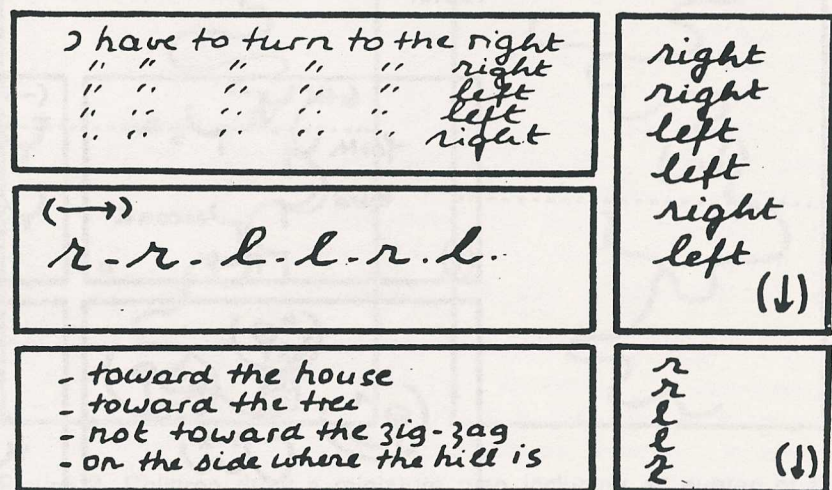 I have to turn to the right
" " " " " right
" " " " " left
" " " " " left
" " " " " right
(→)
r - r - l - l - r - l -
- toward the house
- toward the tree
- not toward the zig-zag
- on the side where the hill is
right
right
left
left
right
left
(↓)
r
r
l
l
r (↓)